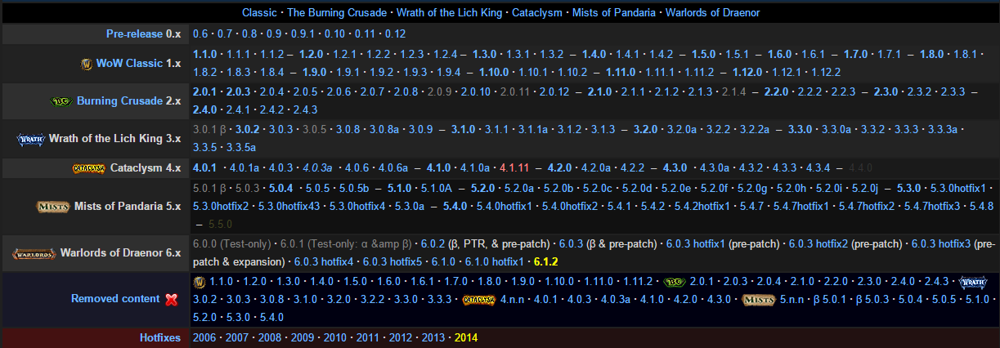 Classic · The Burning Crusade · Wrath of the Lich King · Cataclysm · Mists of Pandaria · Warlords of Draenor
Pre-release 0.x 0.6 · 0.7 · 0.8 · 0.9 · 0.9.1 · 0.10 · 0.11 · 0.12
WoW Classic 1.x 1.1.0 · 1.1.1 · 1.1.2 – 1.2.0 · 1.2.1 · 1.2.2 · 1.2.3 · 1.2.4 – 1.3.0 · 1.3.1 · 1.3.2 – 1.4.0 · 1.4.1 · 1.4.2 – 1.5.0 · 1.5.1 – 1.6.0 · 1.6.1 – 1.7.0 · 1.7.1 – 1.8.0 · 1.8.1 ·
1.8.2 · 1.8.3 · 1.8.4 – 1.9.0 · 1.9.1 · 1.9.2 · 1.9.3 · 1.9.4 – 1.10.0 · 1.10.1 · 1.10.2 – 1.11.0 · 1.11.1 · 1.11.2 – 1.12.0 · 1.12.1 · 1.12.2
BC Burning Crusade 2.x 2.0.1 · 2.0.3 · 2.0.4 · 2.0.5 · 2.0.6 · 2.0.7 · 2.0.8 · 2.0.9 · 2.0.10 · 2.0.11 · 2.0.12 – 2.1.0 · 2.1.1 · 2.1.2 · 2.1.3 · 2.1.4 – 2.2.0 · 2.2.2 · 2.2.3 – 2.3.0 · 2.3.2 · 2.3.3 –
2.4.0 · 2.4.1 · 2.4.2 · 2.4.3
WRATH Wrath of the Lich King 3.x 3.0.1 β · 3.0.2 · 3.0.3 · 3.0.5 · 3.0.8 · 3.0.8a · 3.0.9 – 3.1.0 · 3.1.1 · 3.1.1a · 3.1.2 · 3.1.3 – 3.2.0 · 3.2.0a · 3.2.2 · 3.2.2a – 3.3.0 · 3.3.0a · 3.3.2 · 3.3.3 · 3.3.3a ·
3.3.5 · 3.3.5a
CATACLYSM Cataclysm 4.x 4.0.1 · 4.0.1a · 4.0.3 · 4.0.3a · 4.0.6 · 4.0.6a – 4.1.0 · 4.1.0a · 4.1.11 – 4.2.0 · 4.2.0a · 4.2.2 – 4.3.0 · 4.3.0a · 4.3.2 · 4.3.3 · 4.3.4 – 4.4.0
MISTS Mists of Pandaria 5.x 5.0.1 β · 5.0.3 · 5.0.4 · 5.0.5 · 5.0.5b – 5.1.0 · 5.1.0A – 5.2.0 · 5.2.0a · 5.2.0b · 5.2.0c · 5.2.0d · 5.2.0e · 5.2.0f · 5.2.0g · 5.2.0h · 5.2.0i · 5.2.0j – 5.3.0 · 5.3.0hotfix1 ·
5.3.0hotfix2 · 5.3.0hotfix43 · 5.3.0hotfix4 · 5.3.0a – 5.4.0 · 5.4.0hotfix1 · 5.4.0hotfix2 · 5.4.1 · 5.4.2 · 5.4.2hotfix1 · 5.4.7 · 5.4.7hotfix1 · 5.4.7hotfix2 · 5.4.7hotfix3 · 5.4.8
– 5.5.0
WARLORDS Warlords of Draenor 6.x 6.0.0 (Test-only) · 6.0.1 (Test-only: α &amp β) · 6.0.2 (β, PTR, & pre-patch) · 6.0.3 (β & pre-patch) · 6.0.3 hotfix1 (pre-patch) · 6.0.3 hotfix2 (pre-patch) · 6.0.3 hotfix3 (pre-
patch & expansion) · 6.0.3 hotfix4 · 6.0.3 hotfix5 · 6.1.0 · 6.1.0 hotfix1 · 6.1.2
Removed content 1.1.0 · 1.2.0 · 1.3.0 · 1.4.0 · 1.5.0 · 1.6.0 · 1.6.1 · 1.7.0 · 1.8.0 · 1.9.0 · 1.10.0 · 1.11.0 · 1.11.2 · BC 2.0.1 · 2.0.3 · 2.0.4 · 2.1.0 · 2.2.0 · 2.3.0 · 2.4.0 · 2.4.3 · WRATH
3.0.2 · 3.0.3 · 3.0.8 · 3.1.0 · 3.2.0 · 3.2.2 · 3.3.0 · 3.3.3 · CATACLYSM 4.n.n · 4.0.1 · 4.0.3 · 4.0.3a · 4.1.0 · 4.2.0 · 4.3.0 · MISTS 5.n.n · β 5.0.1 · β 5.0.3 · 5.0.4 · 5.0.5 · 5.1.0 ·
5.2.0 · 5.3.0 · 5.4.0
Hotfixes 2006 · 2007 · 2008 · 2009 · 2010 · 2011 · 2012 · 2013 · 2014